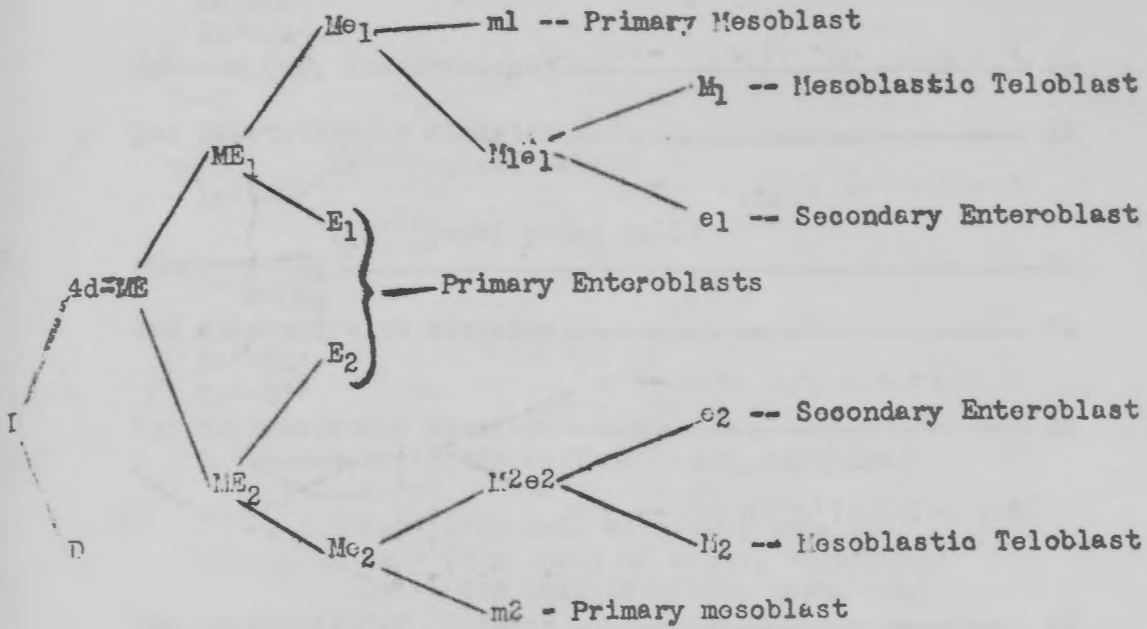 Me1 m1 -- Primary Mesoblast
M1 -- Mesoblastic Teloblast
ME1 M1e1
E1 e1 -- Secondary Enteroblast
4d=ME Primary Enteroblasts
E2
e2 -- Secondary Enteroblast
I
ME2 M2e2
D Me2 M2 -- Mesoblastic Teloblast
m2 - Primary mesoblast